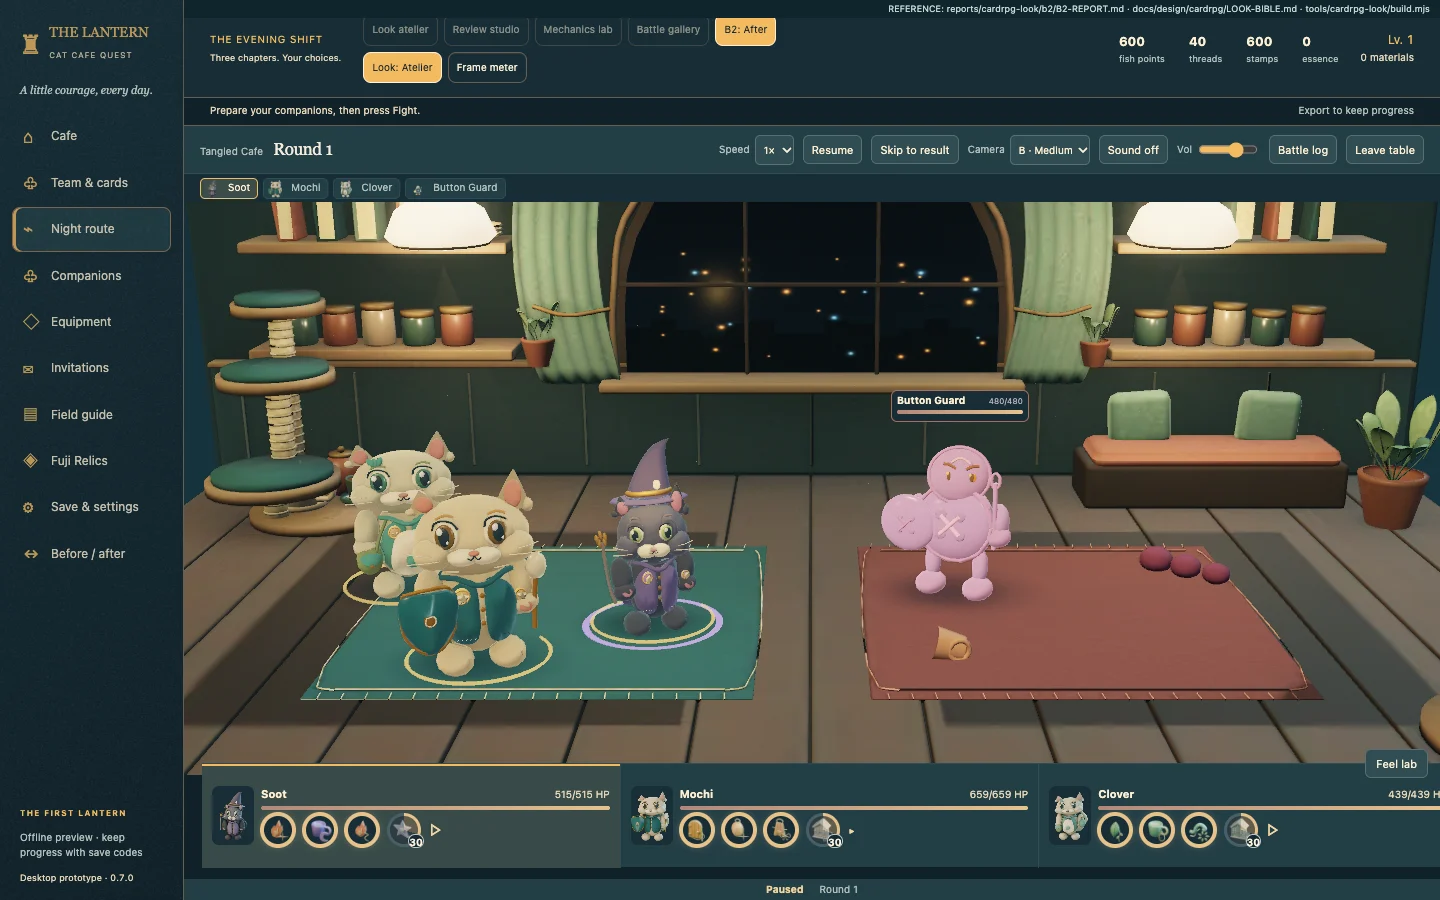 REFERENCE: reports/cardrpg-look/b2/B2-REPORT.md · docs/design/cardrpg/LOOK-BIBLE.md · tools/cardrpg-look/build.mjs
THE LANTERN
CAT CAFE QUEST
A little courage, every day.
Cafe
Team & cards
Night route
Companions
Equipment
Invitations
Field guide
Fuji Relics
Save & settings
Before / after
THE FIRST LANTERN
Offline preview · keep
progress with save codes
Desktop prototype · 0.7.0
THE EVENING SHIFT
Three chapters. Your choices.
Look atelier
Review studio
Mechanics lab
Battle gallery
B2: After
Look: Atelier
Frame meter
600
fish points
40
threads
600
stamps
0
essence
Lv. 1
0 materials
Prepare your companions, then press Fight.
Export to keep progress
Tangled Cafe
Round 1
Speed
1×
Resume
Skip to result
Camera
B · Medium
Sound off
Vol
Battle log
Leave table
Soot
Mochi
Clover
Button Guard
Button Guard
480/480
Feel lab
Soot
515/515 HP
30
Mochi
659/659 HP
30
Clover
439/439 H
30
Paused
Round 1